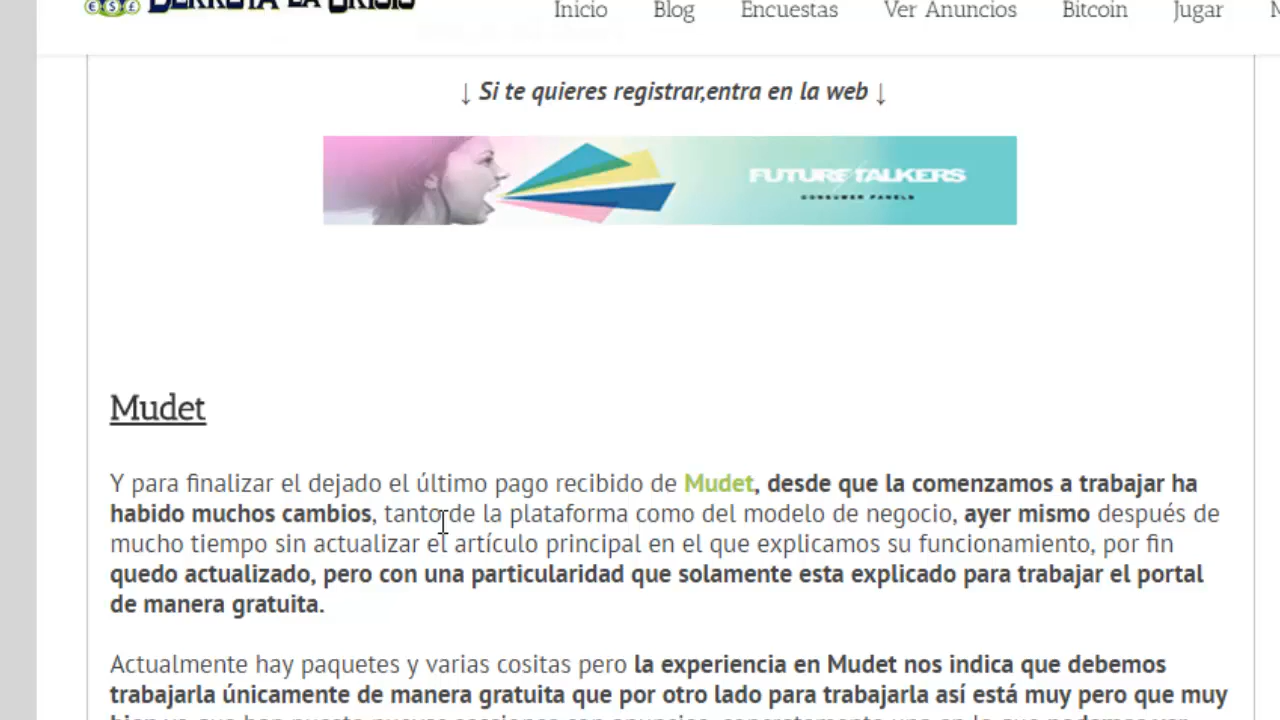 DERROTA LA CRISIS
Inicio Blog Encuestas Ver Anuncios Bitcoin Jugar
↓ Si te quieres registrar,entra en la web ↓
FUTURE TALKERS
CONSUMER PANELS
Mudet
Y para finalizar el dejado el último pago recibido de Mudet, desde que la comenzamos a trabajar ha
habido muchos cambios, tanto de la plataforma como del modelo de negocio, ayer mismo después de
mucho tiempo sin actualizar el artículo principal en el que explicamos su funcionamiento, por fin
quedo actualizado, pero con una particularidad que solamente esta explicado para trabajar el portal
de manera gratuita.
Actualmente hay paquetes y varias cositas pero la experiencia en Mudet nos indica que debemos
trabajarla únicamente de manera gratuita que por otro lado para trabajarla así está muy pero que muy